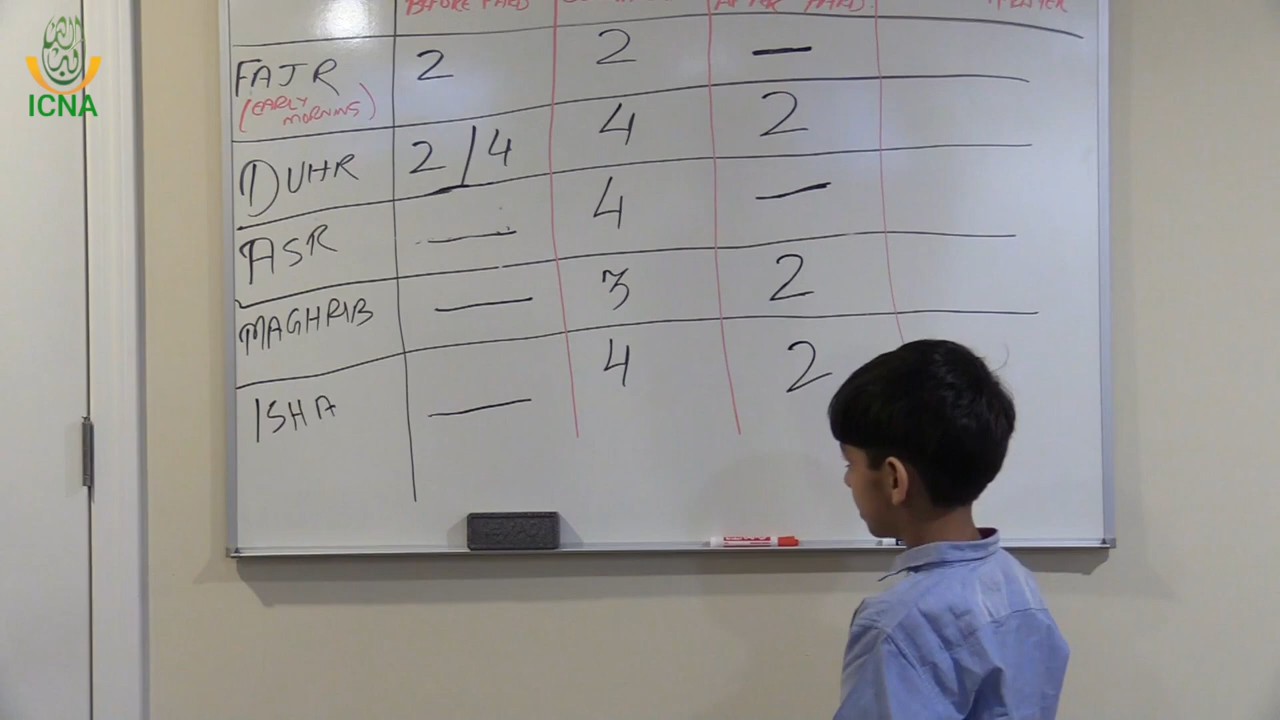 ICNA
BEFORE FARD AFTER FARD
FAJR 2 2 —
(EARLY
MORNING)
DUHR 2/4 4 2
ASR — 4 —
MAGHRIB — 3 2
ISHA — 4 2